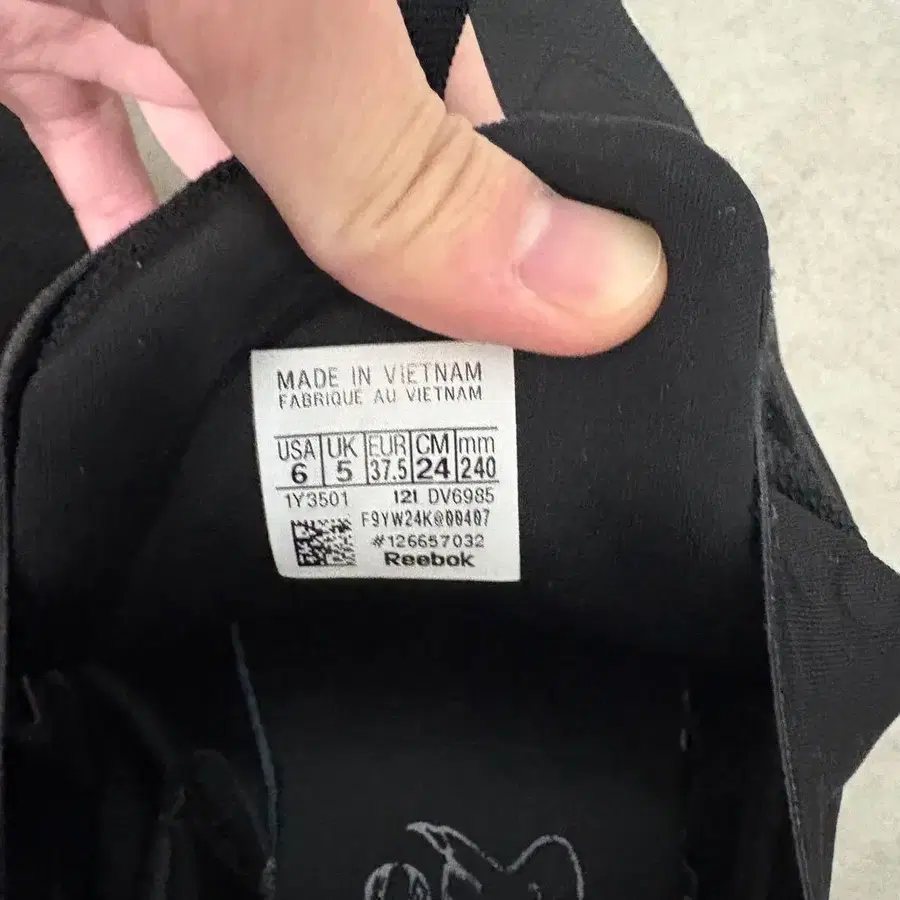 MADE IN VIETNAM
FABRIQUE AU VIETNAM
USA UK EUR CM mm
6 5 37.5 24 240
1Y3501 121 DV6985
F9YW24K@00407
#126657032
Reebok